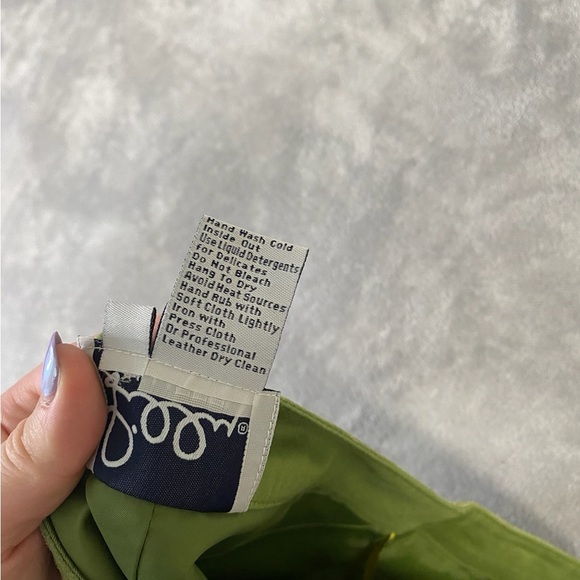 Hand Wash Cold
Inside Out
Use Liquid Detergents
for Delicates
Do Not Bleach
Hang To Dry
Avoid Heat Sources
Hand Rub with
Soft Cloth Lightly
Iron with
Press Cloth
Or Professional
Leather Dry Clean